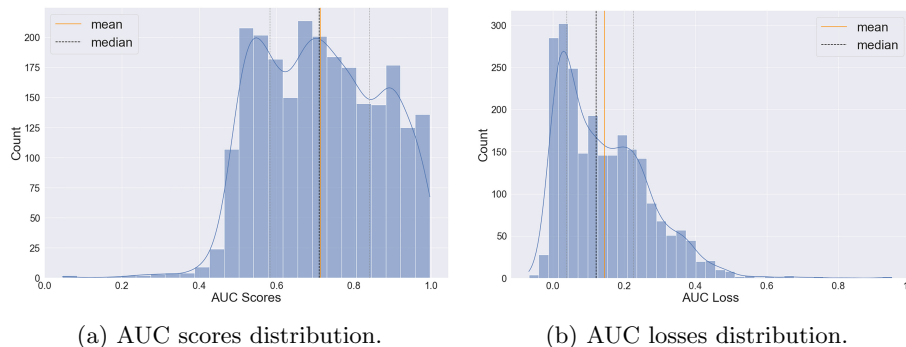 mean
median
200
175
150
125
100
75
50
25
0
Count
0.0 0.2 0.4 0.6 0.8 1.0
AUC Scores
(a) AUC scores distribution.
mean
median
300
250
200
150
100
50
0
Count
0.0 0.2 0.4 0.6 0.8
AUC Loss
(b) AUC losses distribution.